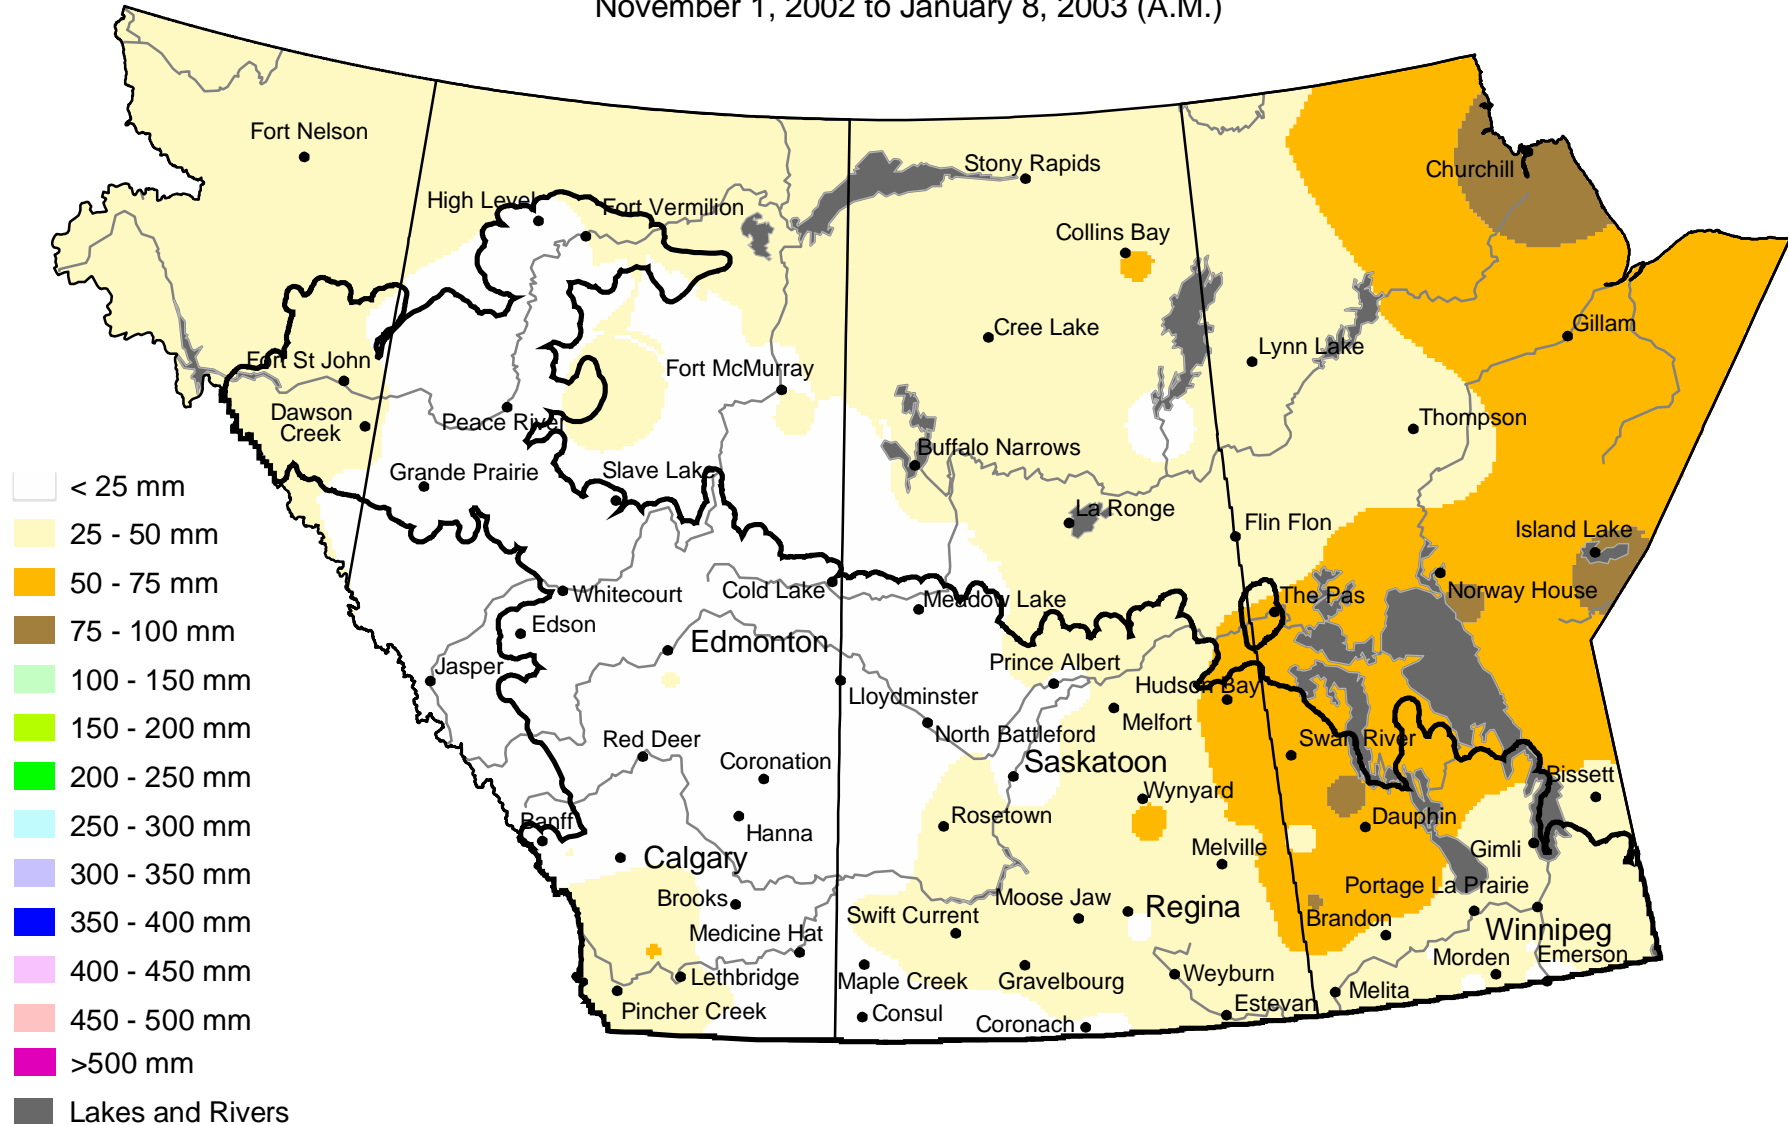 November 1, 2002 to January 8, 2003 (A.M.)
Fort Nelson
High Level
Fort Vermilion
Stony Rapids
Churchill
Collins Bay
Cree Lake
Gillam
Lynn Lake
Fort St John
Fort McMurray
Dawson
Creek
Peace River
Thompson
Buffalo Narrows
Grande Prairie
Slave Lake
La Ronge
Flin Flon
Island Lake
Whitecourt
Cold Lake
Meadow Lake
The Pas
Norway House
Edson
Edmonton
Jasper
Prince Albert
Lloydminster
Hudson Bay
Melfort
North Battleford
Red Deer
Swan River
Coronation
Saskatoon
Bissett
Wynyard
Banff
Hanna
Rosetown
Dauphin
Calgary
Melville
Gimli
Brooks
Portage La Prairie
Moose Jaw
Regina
Swift Current
Brandon
Medicine Hat
Winnipeg
Morden
Emerson
Lethbridge
Maple Creek
Gravelbourg
Weyburn
Pincher Creek
Consul
Coronach
Estevan
Melita
< 25 mm
25 - 50 mm
50 - 75 mm
75 - 100 mm
100 - 150 mm
150 - 200 mm
200 - 250 mm
250 - 300 mm
300 - 350 mm
350 - 400 mm
400 - 450 mm
450 - 500 mm
>500 mm
Lakes and Rivers